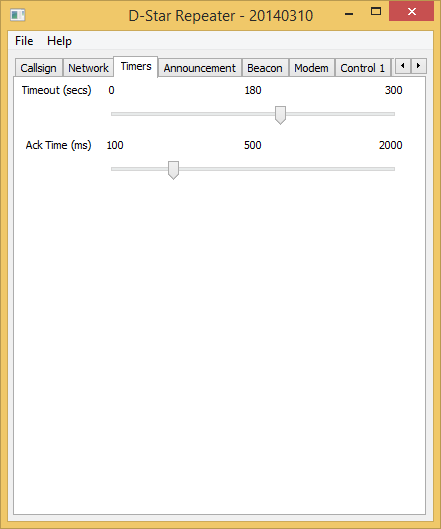 D-Star Repeater - 20140310
File Help
Callsign Network Timers Announcement Beacon Modem Control 1
Timeout (secs) 0 180 300
Ack Time (ms) 100 500 2000